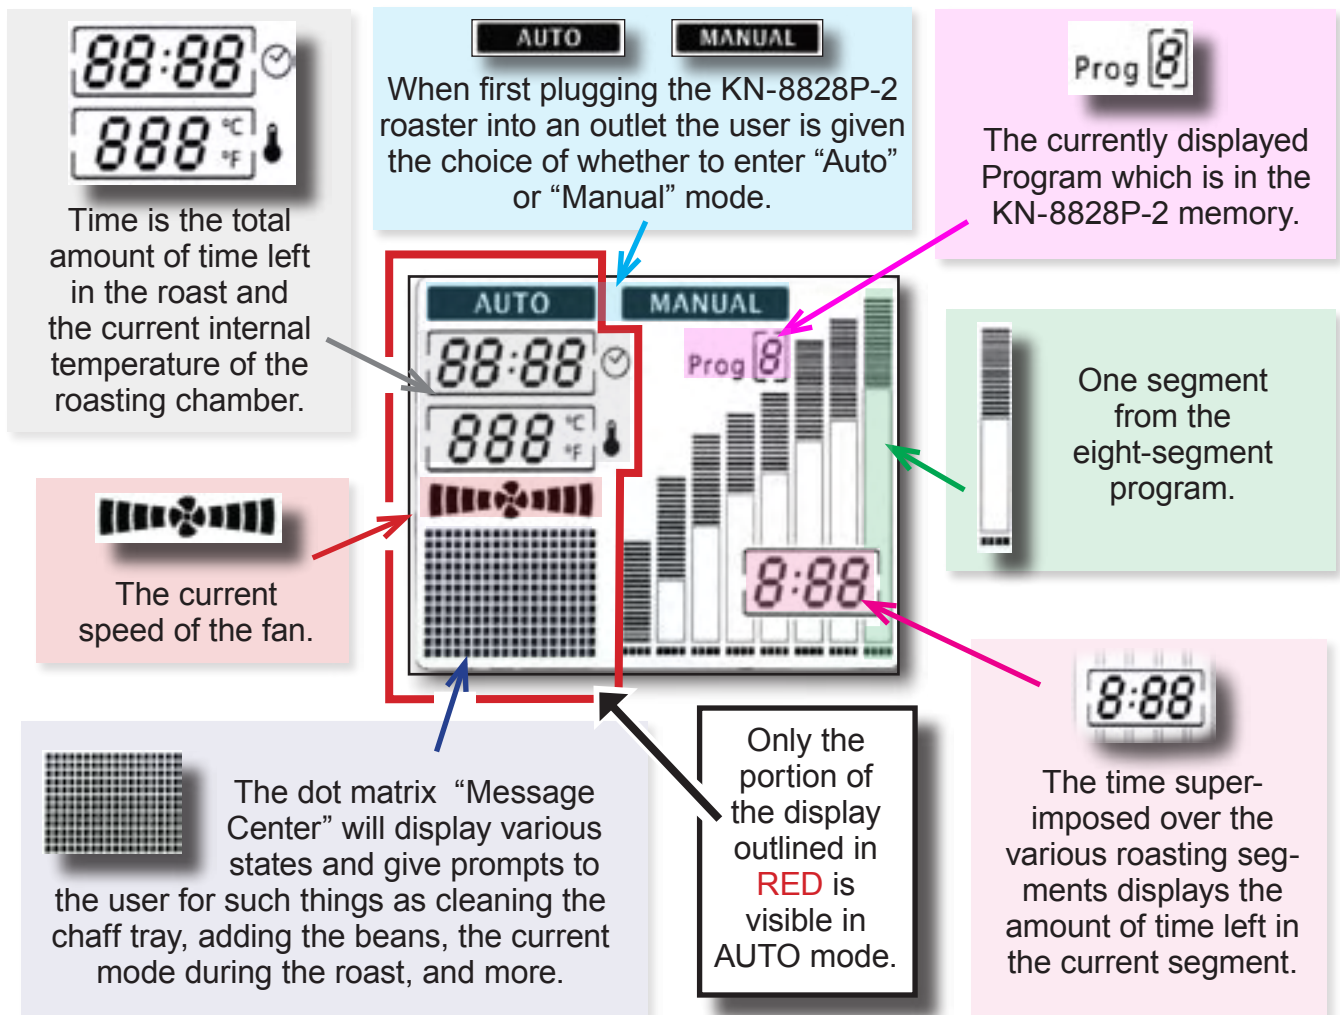 88:88
888 °C °F
Time is the total
amount of time left
in the roast and
the current internal
temperature of the
roasting chamber.
AUTO MANUAL
When first plugging the KN-8828P-2
roaster into an outlet the user is given
the choice of whether to enter “Auto”
or “Manual” mode.
Prog 8
The currently displayed
Program which is in the
KN-8828P-2 memory.
AUTO MANUAL
88:88
Prog 8
888 °C °F
8:88
One segment
from the
eight-segment
program.
The current
speed of the fan.
The dot matrix “Message
Center” will display various
states and give prompts to
the user for such things as cleaning the
chaff tray, adding the beans, the current
mode during the roast, and more.
Only the
portion of
the display
outlined in
RED is
visible in
AUTO mode.
8:88
The time super-
imposed over the
various roasting seg-
ments displays the
amount of time left in
the current segment.